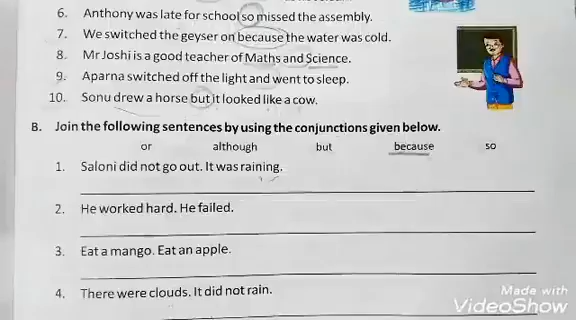 6. Anthony was late for school so missed the assembly.
7. We switched the geyser on because the water was cold.
8. Mr Joshi is a good teacher of Maths and Science.
9. Aparna switched off the light and went to sleep.
10. Sonu drew a horse but it looked like a cow.
B. Join the following sentences by using the conjunctions given below.
or although but because so
1. Saloni did not go out. It was raining.
2. He worked hard. He failed.
3. Eat a mango. Eat an apple.
4. There were clouds. It did not rain.
Made with
VideoShow